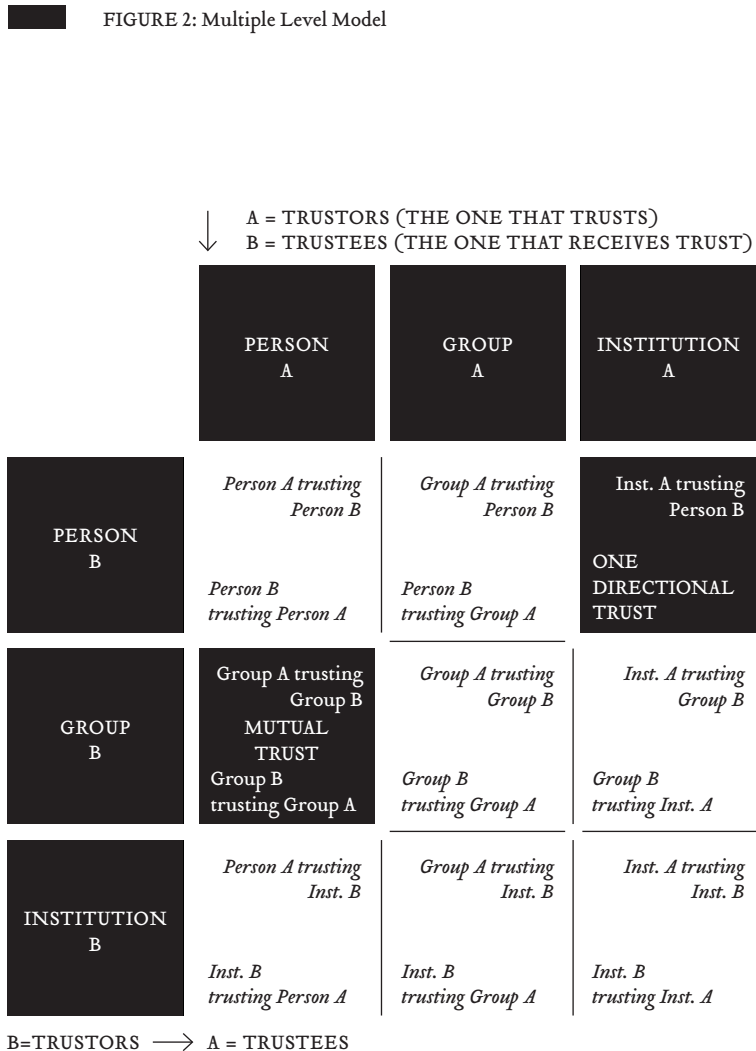 FIGURE 2: Multiple Level Model
A = TRUSTORS (THE ONE THAT TRUSTS)
B = TRUSTEES (THE ONE THAT RECEIVES TRUST)
PERSON
A
GROUP
A
INSTITUTION
A
PERSON
B
Person A trusting
Person B
Person B
trusting Person A
Group A trusting
Person B
Person B
trusting Group A
Inst. A trusting
Person B
ONE
DIRECTIONAL
TRUST
GROUP
B
Group A trusting
Group B
MUTUAL
TRUST
Group B
trusting Group A
Group A trusting
Group B
Group B
trusting Group A
Inst. A trusting
Group B
Group B
trusting Inst. A
INSTITUTION
B
Person A trusting
Inst. B
Inst. B
trusting Person A
Group A trusting
Inst. B
Inst. B
trusting Group A
Inst. A trusting
Inst. B
Inst. B
trusting Inst. A
B=TRUSTORS → A = TRUSTEES